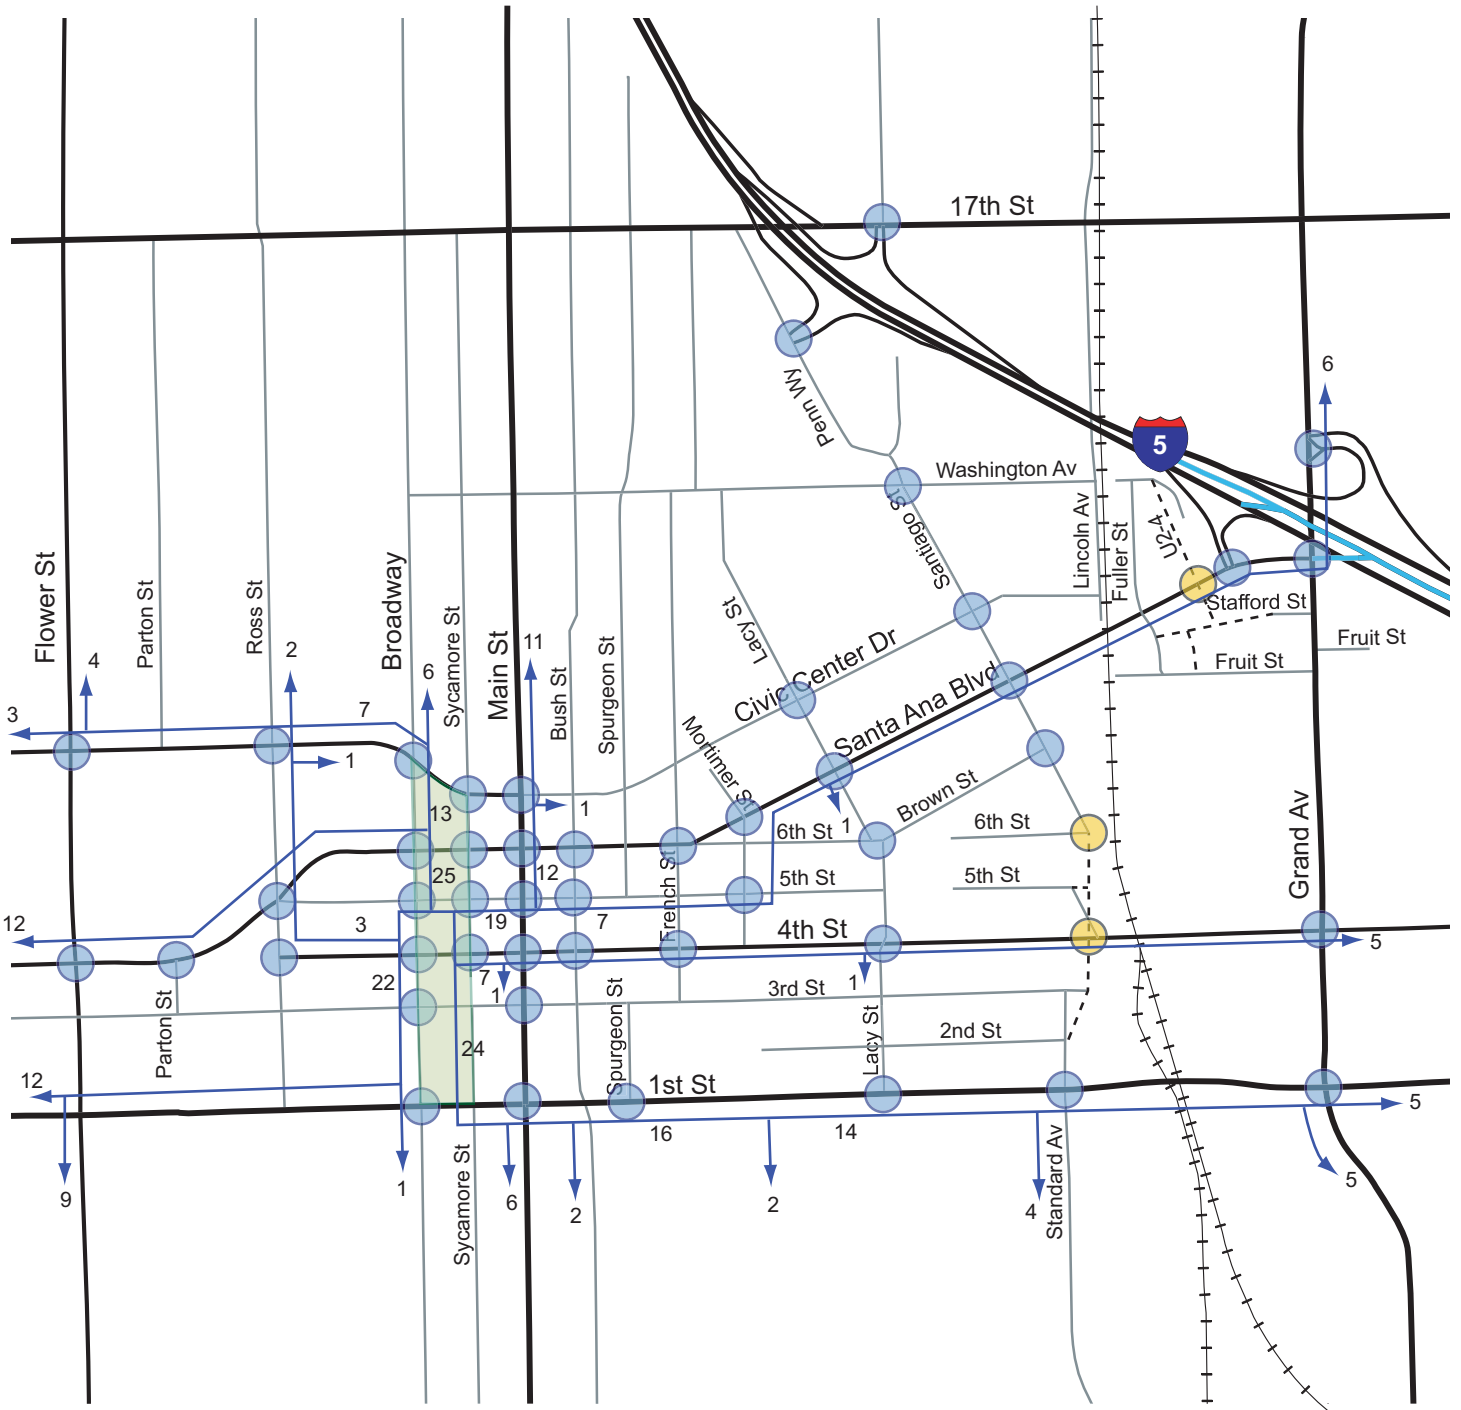 17th St
6
Penn Wy
5
Washington Av
Santiago St
Lincoln Av
Fuller St
U2-4
Flower St
Parton St
Ross St
Broadway
Sycamore St
Main St
Bush St
Spurgeon St
Lacy St
Civic Center Dr
Stafford St
Fruit St
Fruit St
Santa Ana Blvd
Mortimer St
4
2
6
11
3
7
1
1
13
1
Brown St
6th St
6th St
Grand Av
25
12
5th St
5th St
French St
12
3
19
7
4th St
5
22
7
1
1
3rd St
Parton St
Spurgeon St
Lacy St
2nd St
24
12
1st St
5
16
14
Sycamore St
Standard Av
9
1
6
2
2
4
5